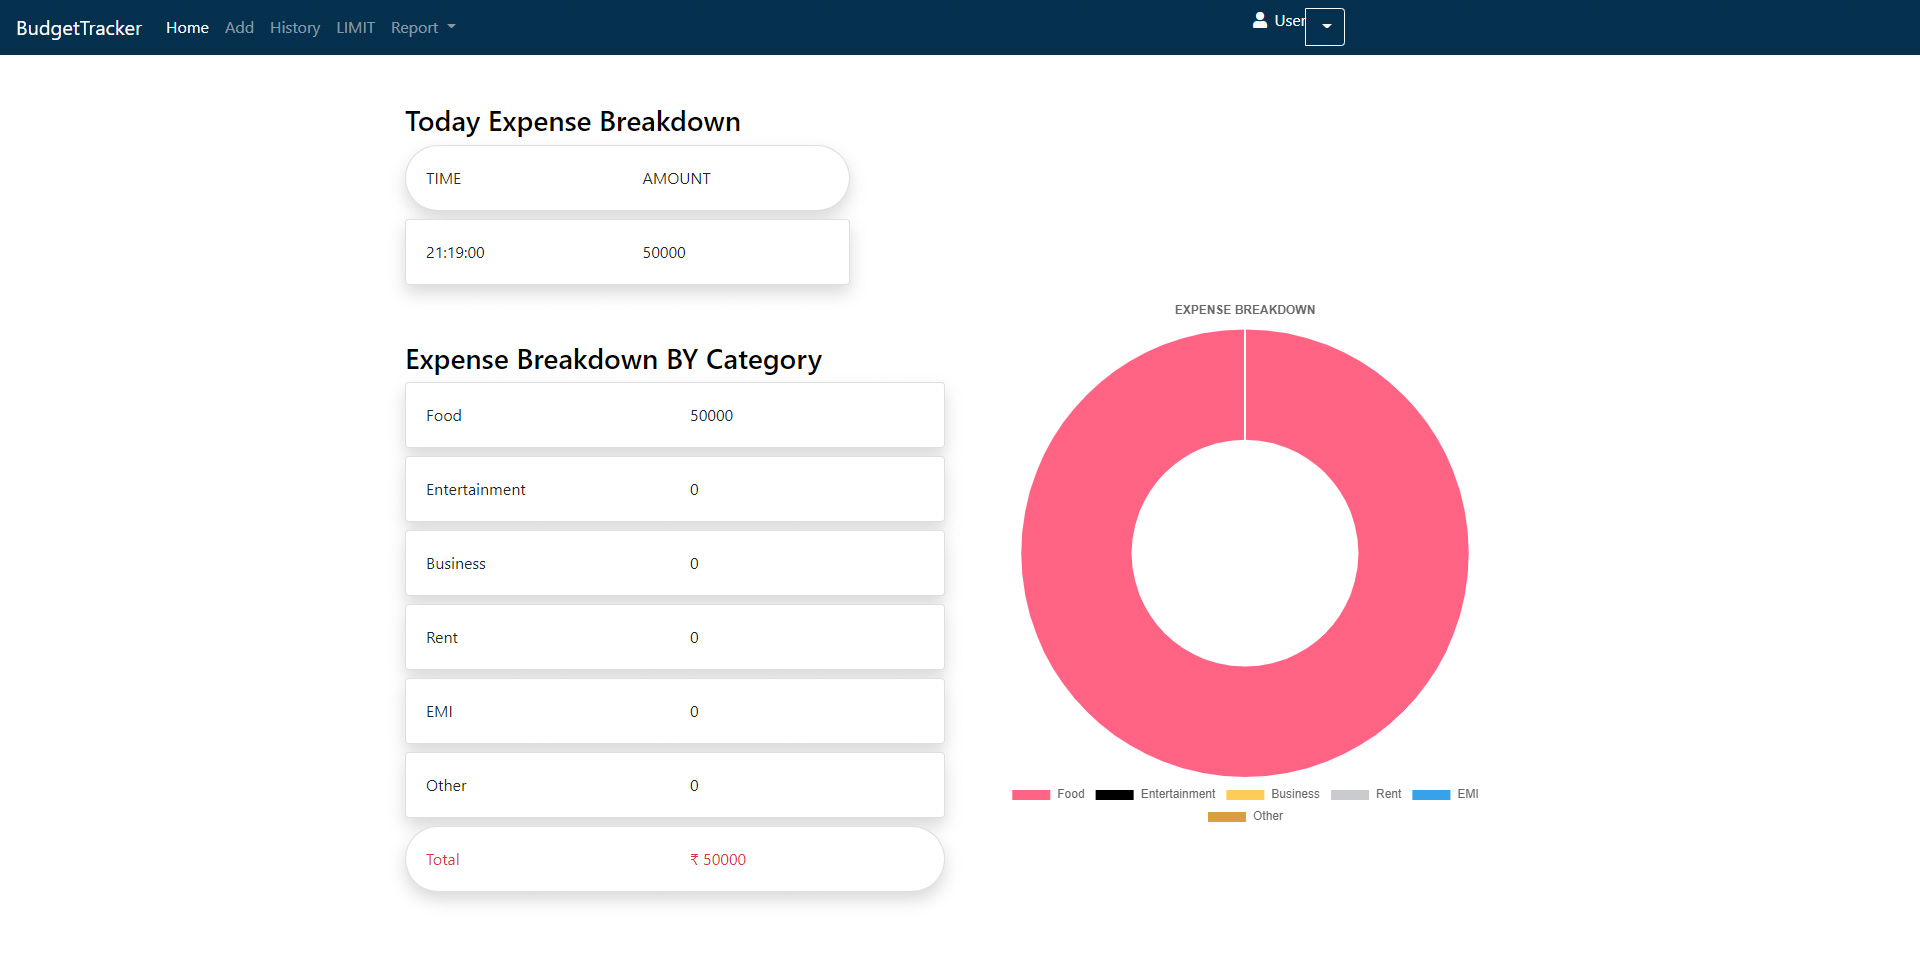 BudgetTracker Home Add History LIMIT Report User
Today Expense Breakdown
TIME AMOUNT
21:19:00 50000
Expense Breakdown BY Category
Food 50000
Entertainment 0
Business 0
Rent 0
EMI 0
Other 0
Total ₹ 50000
EXPENSE BREAKDOWN
Food Entertainment Business Rent EMI
Other